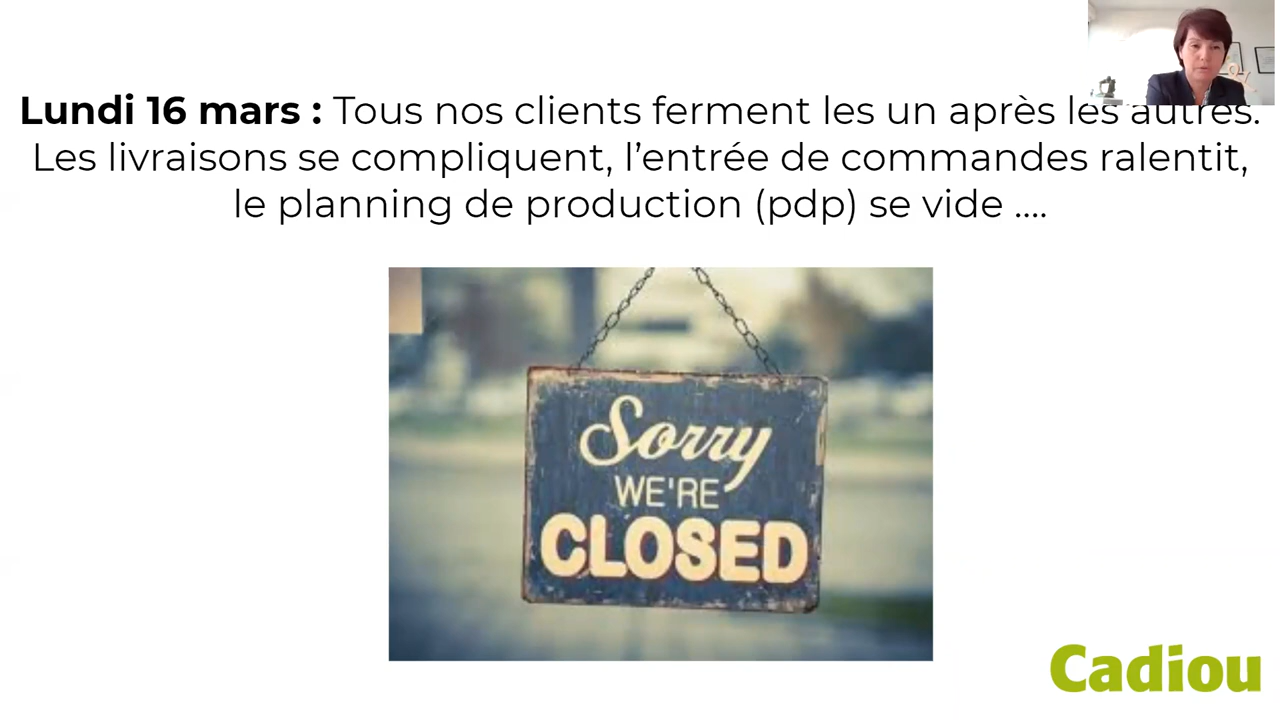 Lundi 16 mars : Tous nos clients ferment les un après les autres.
Les livraisons se compliquent, l’entrée de commandes ralentit,
le planning de production (pdp) se vide ....
Sorry
WE'RE
CLOSED
Cadiou